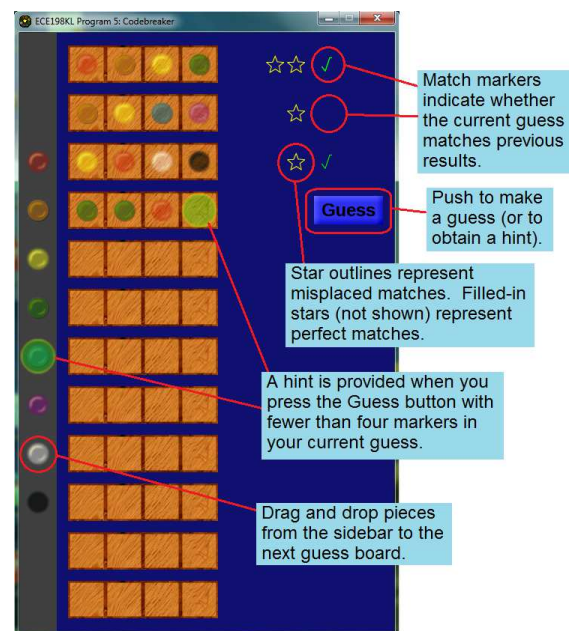 ECE198KL Program 5: Codebreaker
Match markers
indicate whether
the current guess
matches previous
results.
Push to make
a guess (or to
obtain a hint).
Guess
Star outlines represent
misplaced matches.  Filled-in
stars (not shown) represent
perfect matches.
A hint is provided when you
press the Guess button with
fewer than four markers in
your current guess.
Drag and drop pieces
from the sidebar to the
next guess board.